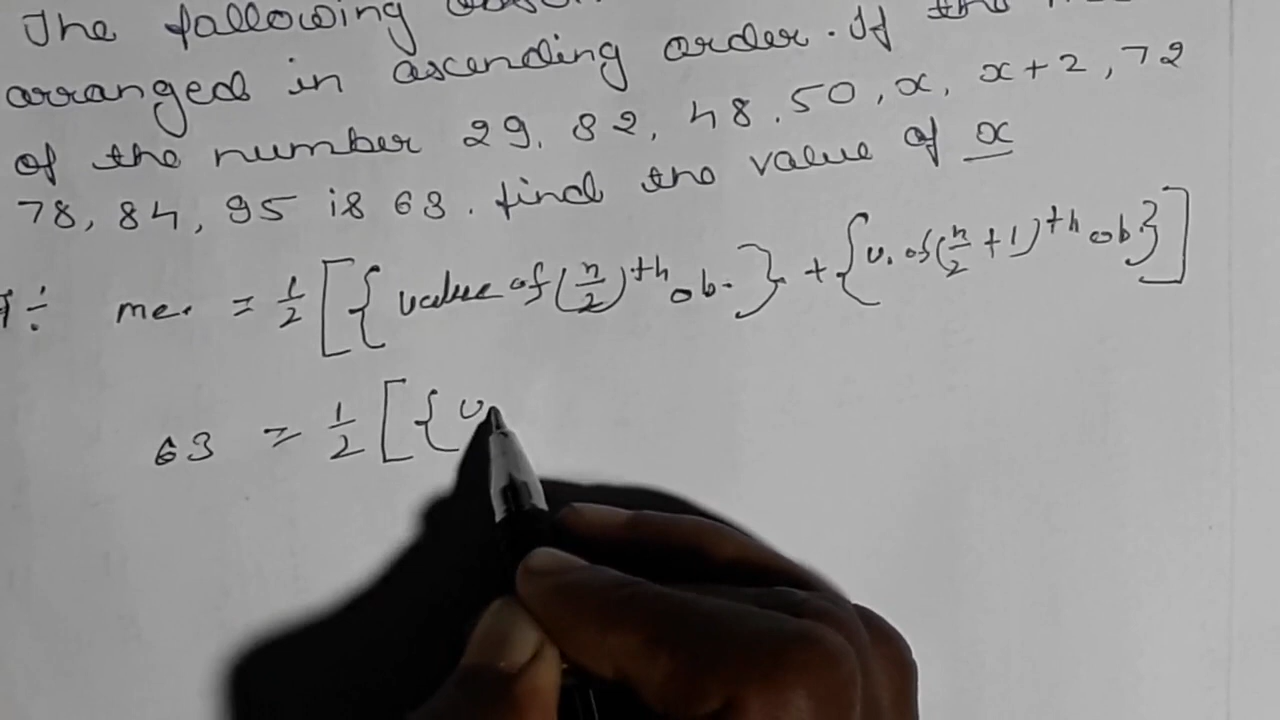 The following
arranged in ascending order. If the
of the number 29, 32, 48, 50, x, x+2, 72
78, 84, 95 is 63. find the value of x
÷ me. = 1/2 [{value of (n/2)th ob.} + {v. of (n/2 + 1)th ob}]
63 = 1/2 [{v